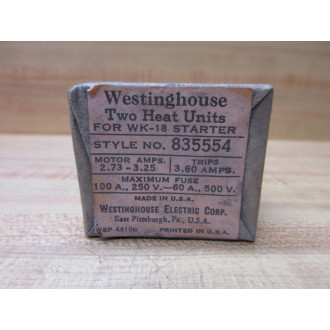 Westinghouse
Two Heat Units
FOR WK-18 STARTER
STYLE NO. 835554
MOTOR AMPS. TRIPS
2.73 - 3.25 3.60 AMPS.
MAXIMUM FUSE
100 A., 250 V.—60 A., 500 V.
MADE IN U.S.A.
WESTINGHOUSE ELECTRIC CORP.
East Pittsburgh, Pa., U.S.A.
PRINTED IN U.S.A.